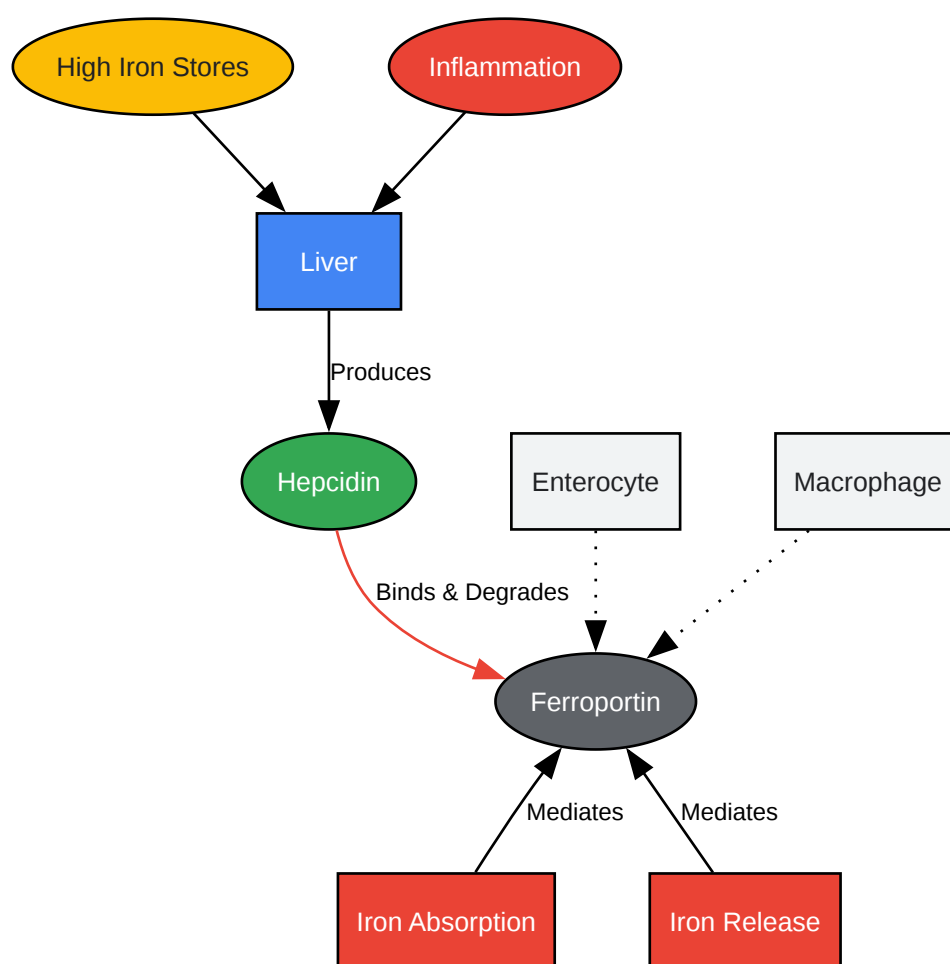 High Iron Stores
Inflammation
Liver
Produces
Hepcidin
Enterocyte
Macrophage
Binds & Degrades
Ferroportin
Mediates
Mediates
Iron Absorption
Iron Release